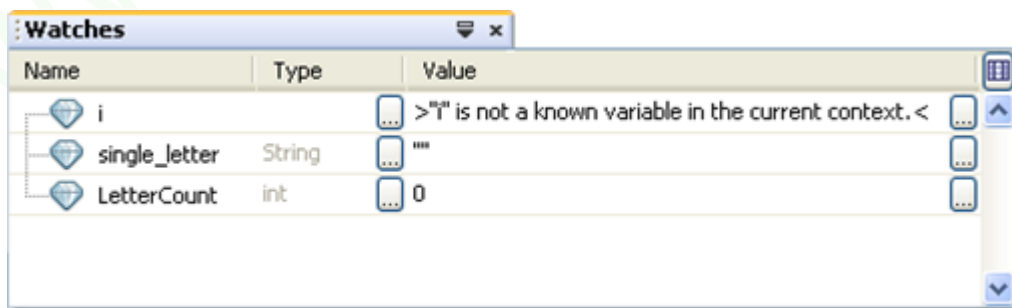 Watches
Name Type Value
i ... >"i" is not a known variable in the current context.< ...
single_letter String ... "" ...
LetterCount int ... 0 ...